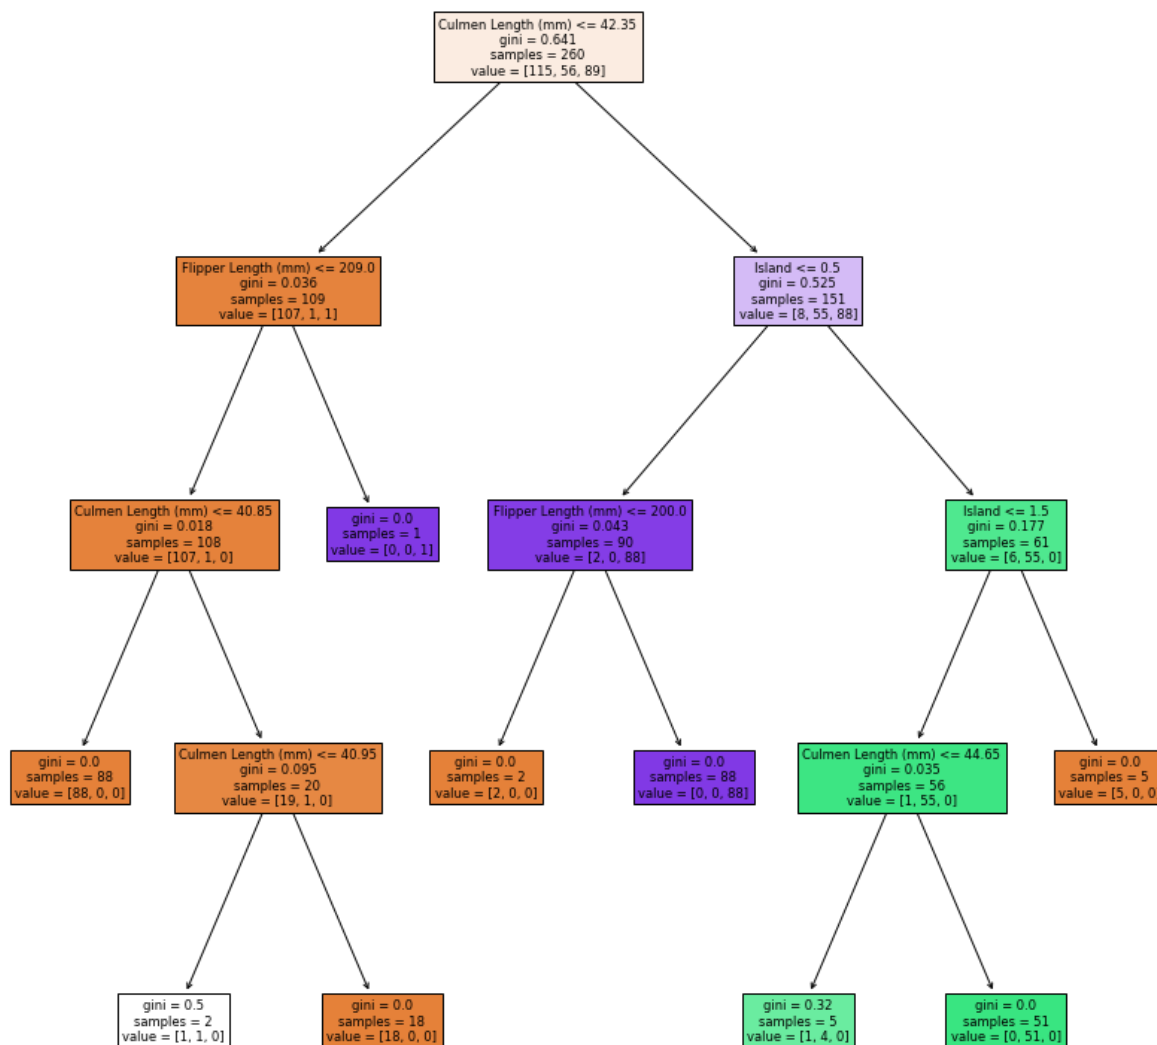 Culmen Length (mm) <= 42.35
gini = 0.641
samples = 260
value = [115, 56, 89]
Flipper Length (mm) <= 209.0
gini = 0.036
samples = 109
value = [107, 1, 1]
Island <= 0.5
gini = 0.525
samples = 151
value = [8, 55, 88]
Culmen Length (mm) <= 40.85
gini = 0.018
samples = 108
value = [107, 1, 0]
gini = 0.0
samples = 1
value = [0, 0, 1]
Flipper Length (mm) <= 200.0
gini = 0.043
samples = 90
value = [2, 0, 88]
Island <= 1.5
gini = 0.177
samples = 61
value = [6, 55, 0]
gini = 0.0
samples = 88
value = [88, 0, 0]
Culmen Length (mm) <= 40.95
gini = 0.095
samples = 20
value = [19, 1, 0]
gini = 0.0
samples = 2
value = [2, 0, 0]
gini = 0.0
samples = 88
value = [0, 0, 88]
Culmen Length (mm) <= 44.65
gini = 0.035
samples = 56
value = [1, 55, 0]
gini = 0.0
samples = 5
value = [5, 0, 0]
gini = 0.5
samples = 2
value = [1, 1, 0]
gini = 0.0
samples = 18
value = [18, 0, 0]
gini = 0.32
samples = 5
value = [1, 4, 0]
gini = 0.0
samples = 51
value = [0, 51, 0]